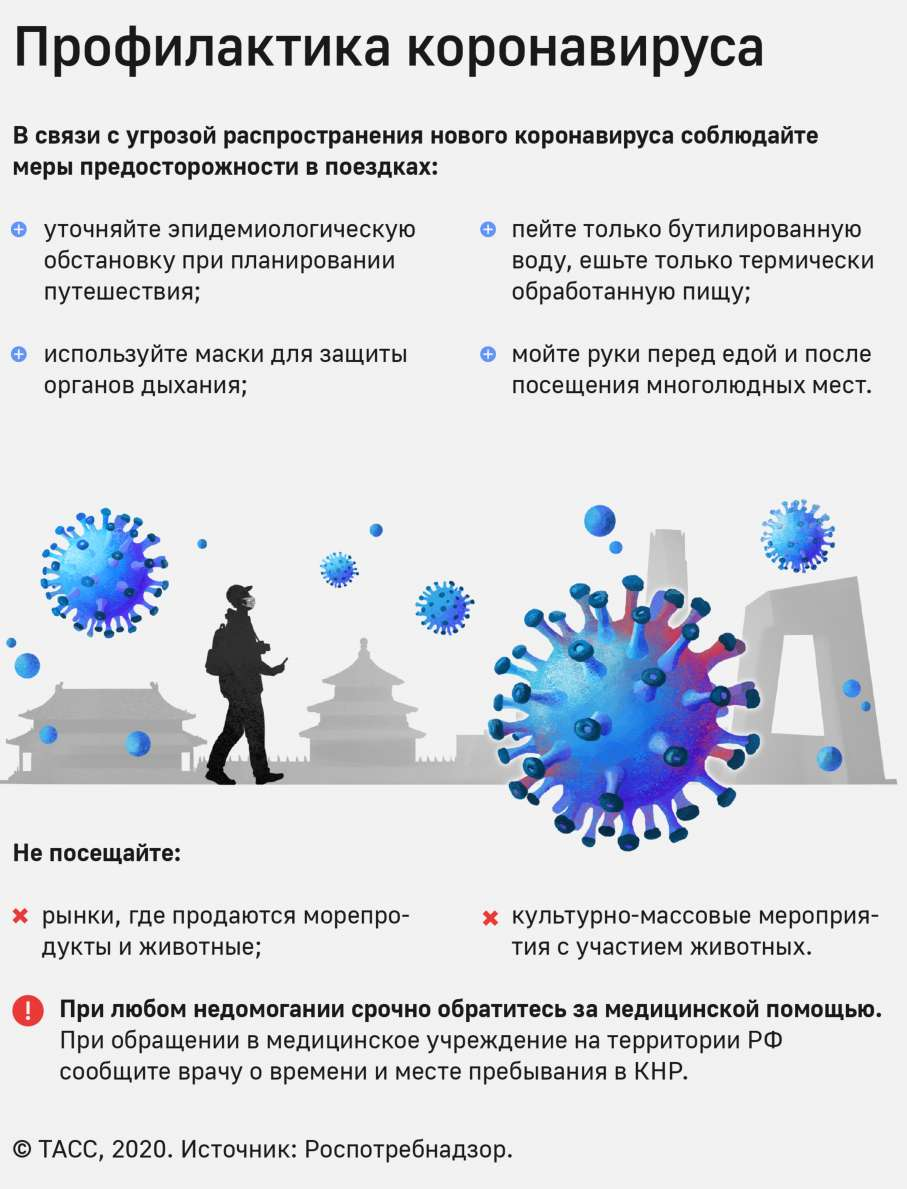 Профилактика коронавируса
В связи с угрозой распространения нового коронавируса соблюдайте
меры предосторожности в поездках:
уточняйте эпидемиологическую
обстановку при планировании
путешествия;
используйте маски для защиты
органов дыхания;
пейте только бутилированную
воду, ешьте только термически
обработанную пищу;
мойте руки перед едой и после
посещения многолюдных мест.
Не посещайте:
рынки, где продаются морепро-
дукты и животные;
культурно-массовые мероприя-
тия с участием животных.
При любом недомогании срочно обратитесь за медицинской помощью.
При обращении в медицинское учреждение на территории РФ
сообщите врачу о времени и месте пребывания в КНР.
© ТАСС, 2020. Источник: Роспотребнадзор.